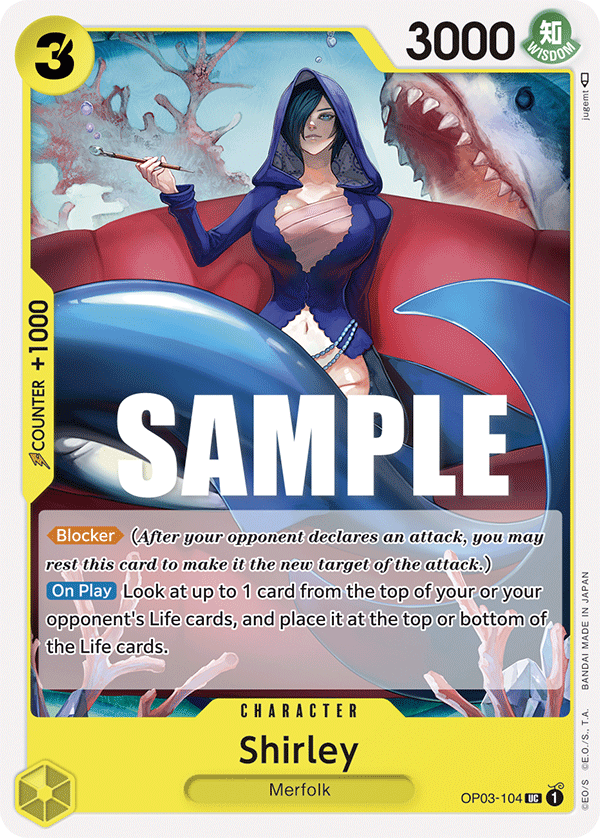 3
3000
知
WISDOM
jugemt
COUNTER +1000
SAMPLE
Blocker (After your opponent declares an attack, you may
rest this card to make it the new target of the attack.)
On Play Look at up to 1 card from the top of your or your
opponent's Life cards, and place it at the top or bottom of
the Life cards.
CHARACTER
Shirley
Merfolk
OP03-104 UC 1
©EO/S ©E.O./S., T.A. BANDAI MADE IN JAPAN